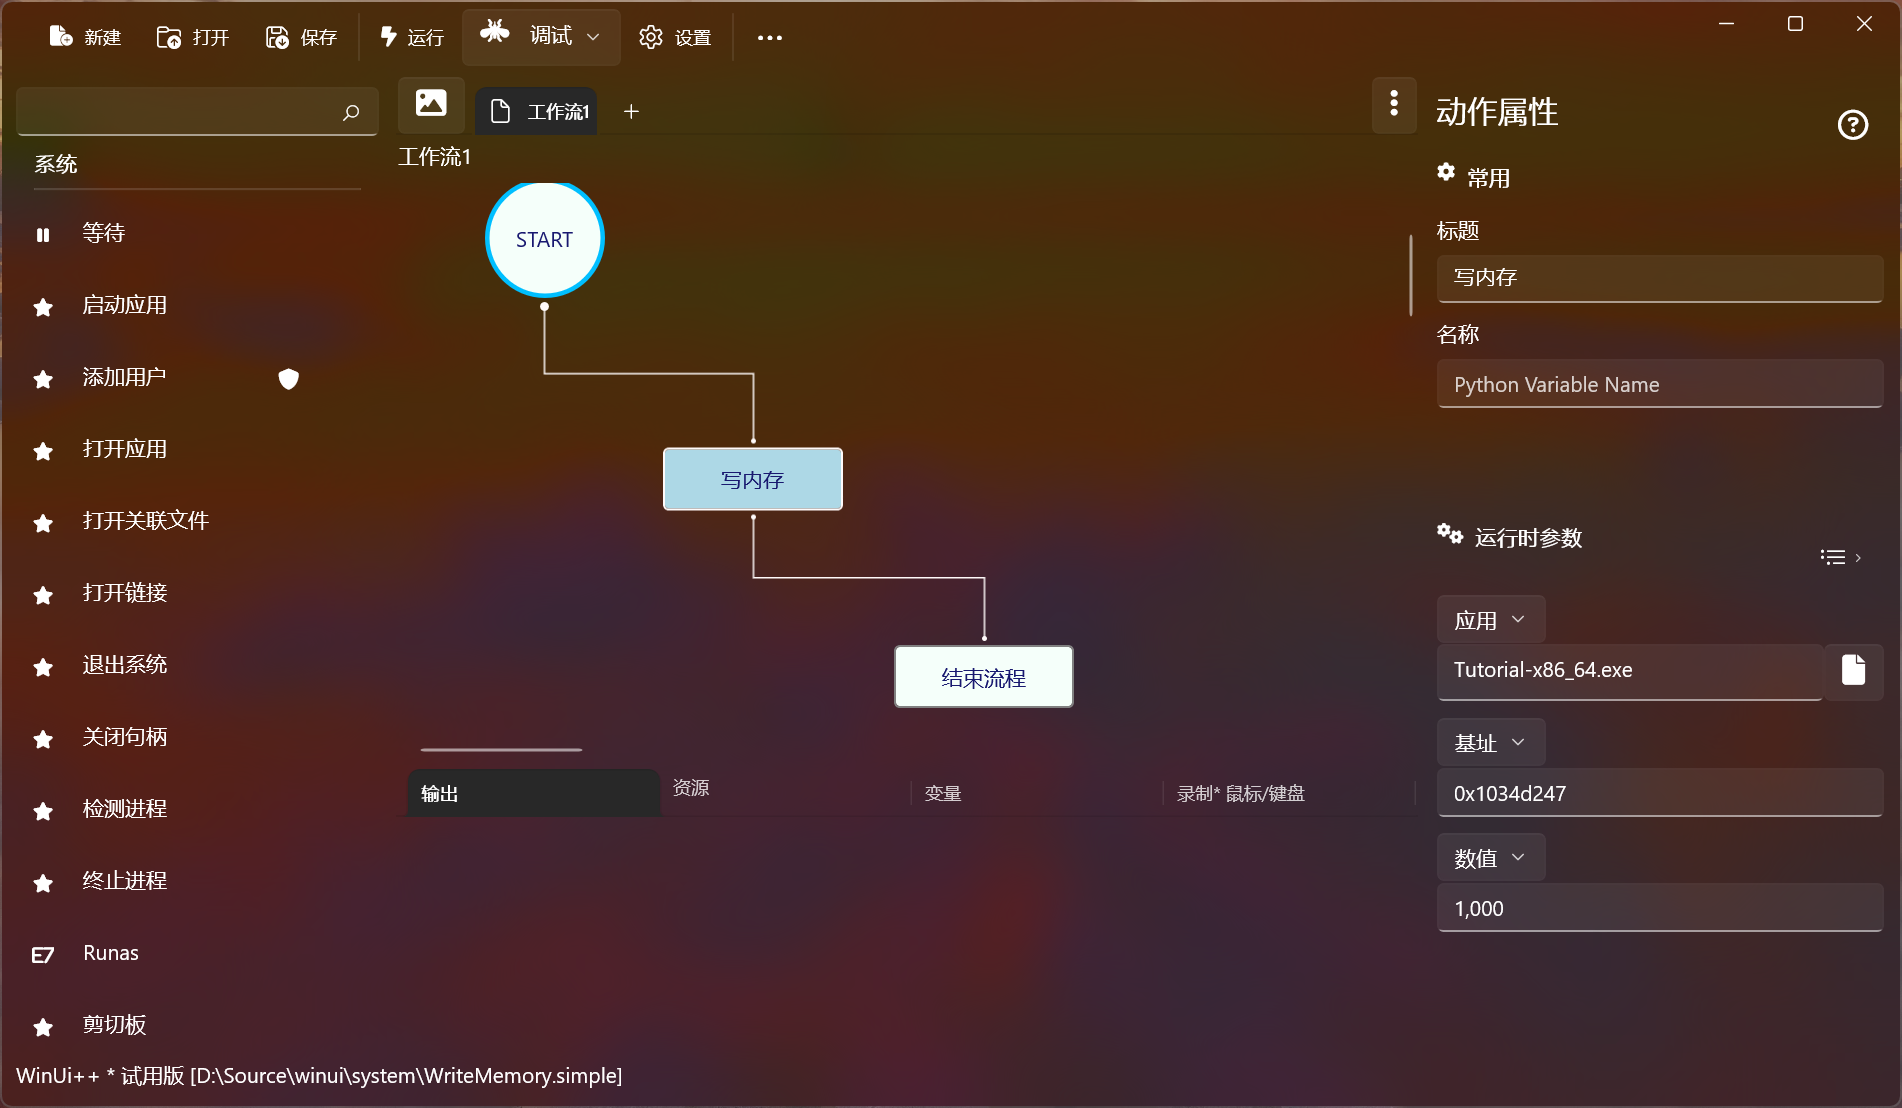 新建 打开 保存 运行 调试 设置
工作流1
工作流1
系统
等待
启动应用
添加用户
打开应用
打开关联文件
打开链接
退出系统
关闭句柄
检测进程
终止进程
Runas
剪切板
START
写内存
结束流程
输出 资源 变量 录制* 鼠标/键盘
动作属性
常用
标题
写内存
名称
Python Variable Name
运行时参数
应用
Tutorial-x86_64.exe
基址
0x1034d247
数值
1,000
WinUi++ * 试用版 [D:\Source\winui\system\WriteMemory.simple]